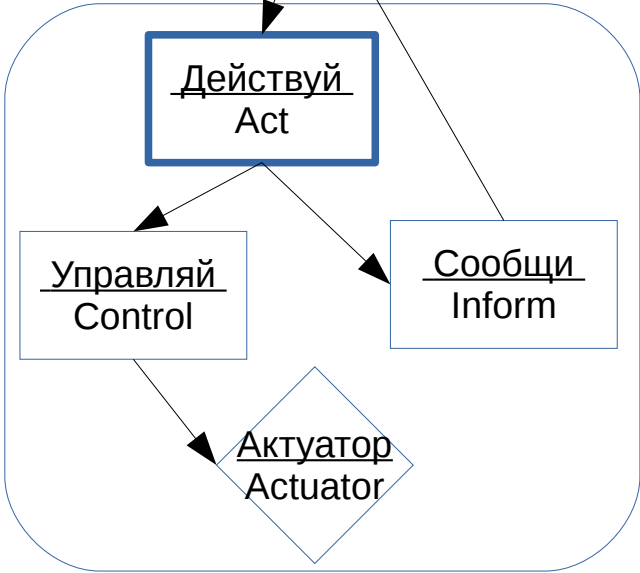 Действуй
Act
Управляй
Control
Сообщи
Inform
Актуатор
Actuator